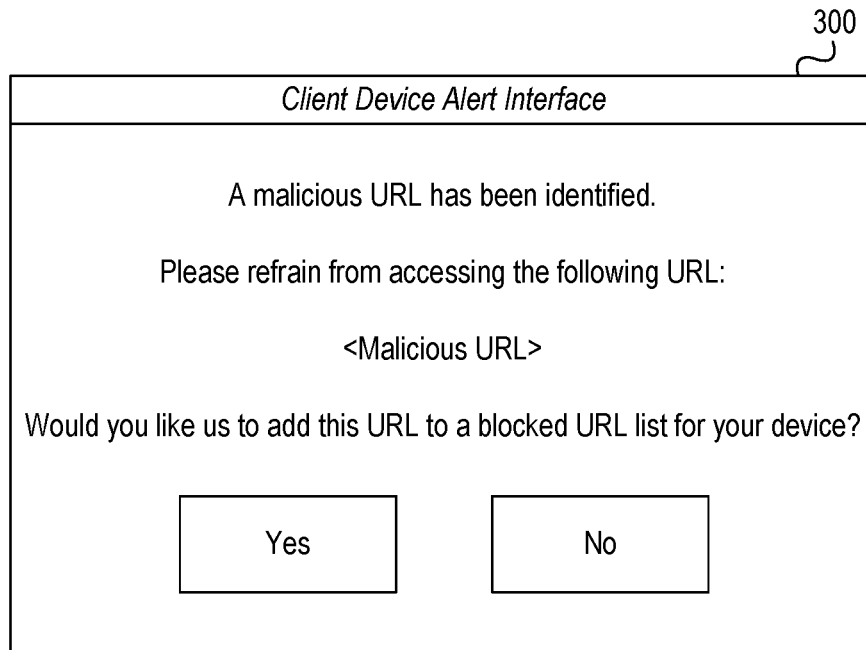 300
Client Device Alert Interface
A malicious URL has been identified.
Please refrain from accessing the following URL:
<Malicious URL>
Would you like us to add this URL to a blocked URL list for your device?
Yes No